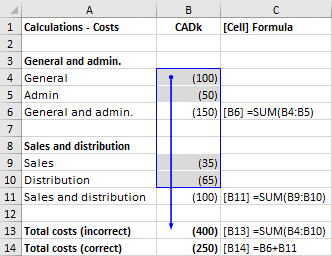 A B C
1 Calculations - Costs CADk [Cell] Formula
2
3 General and admin.
4 General (100)
5 Admin (50)
6 General and admin. (150) [B6] =SUM(B4:B5)
7
8 Sales and distribution
9 Sales (35)
10 Distribution (65)
11 Sales and distribution (100) [B11] =SUM(B9:B10)
12
13 Total costs (incorrect) (400) [B13] =SUM(B4:B10)
14 Total costs (correct) (250) [B14] =B6+B11